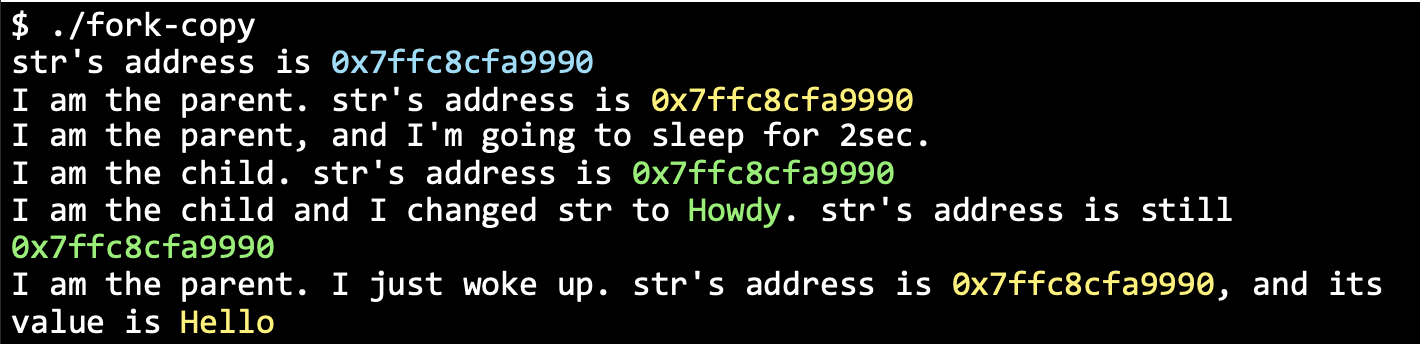 $ ./fork-copy
str's address is 0x7ffc8cfa9990
I am the parent. str's address is 0x7ffc8cfa9990
I am the parent, and I'm going to sleep for 2sec.
I am the child. str's address is 0x7ffc8cfa9990
I am the child and I changed str to Howdy. str's address is still
0x7ffc8cfa9990
I am the parent. I just woke up. str's address is 0x7ffc8cfa9990, and its
value is Hello